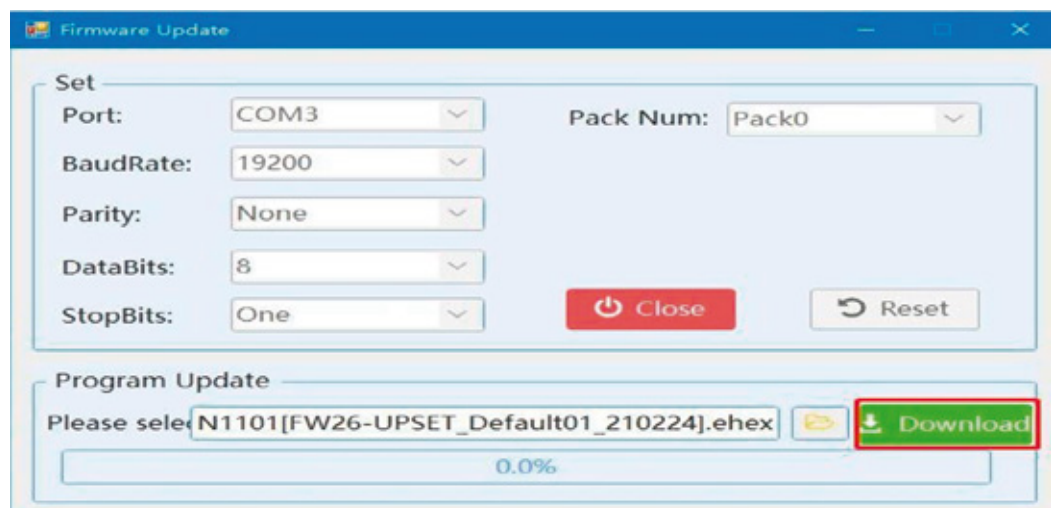 Firmware Update
Set
Port: COM3 Pack Num: Pack0
BaudRate: 19200
Parity: None
DataBits: 8
StopBits: One Close Reset
Program Update
Please selec N1101[FW26-UPSET_Default01_210224].ehex Download
0.0%